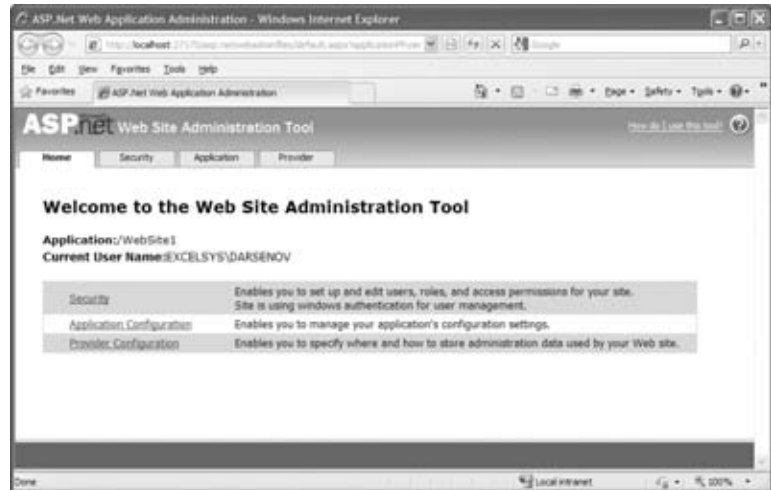 ASP.Net Web Application Administration - Windows Internet Explorer
localhost
Google
File Edit View Favorites Tools Help
Favorites ASP.Net Web Application Administration Page Safety Tools
ASP.net Web Site Administration Tool How do I use this tool?
Home Security Application Provider
Welcome to the Web Site Administration Tool
Application:/WebSite1
Current User Name:EXCELSYS\DARSENOV
Security Enables you to set up and edit users, roles, and access permissions for your site.
Site is using windows authentication for user management.
Application Configuration Enables you to manage your application's configuration settings.
Provider Configuration Enables you to specify where and how to store administration data used by your Web site.
Done Local intranet 100%